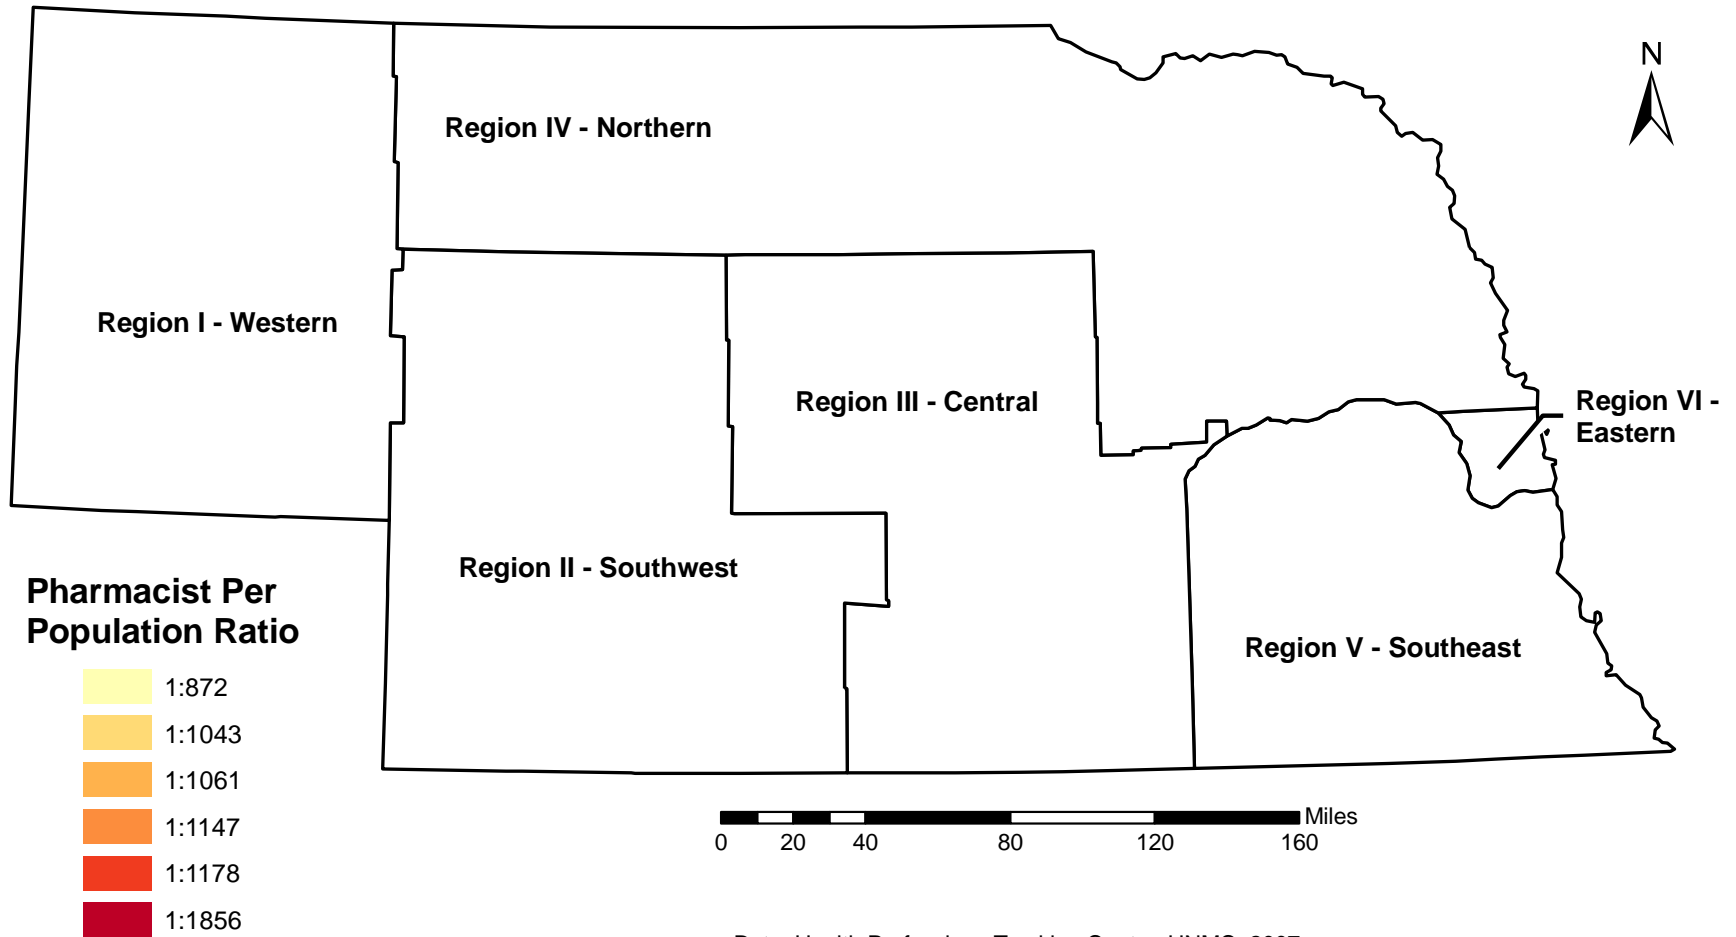 N
Region IV - Northern
Region I - Western
Region III - Central
Region VI -
Eastern
Region II - Southwest
Region V - Southeast
Pharmacist Per
Population Ratio
1:872
1:1043
1:1061
1:1147
1:1178
1:1856
Miles
0 20 40 80 120 160